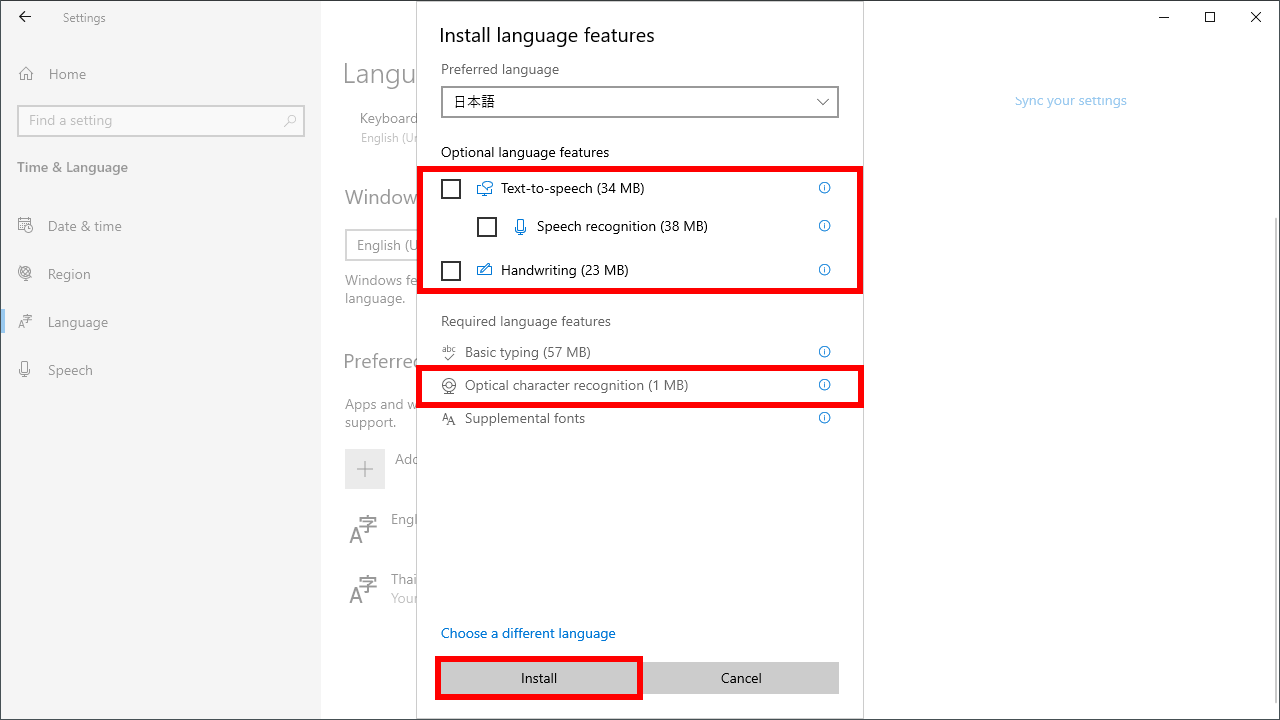 Settings
Home
Find a setting
Time & Language
Date & time
Region
Language
Speech
Langu
Keyboard
English (Un
Window
English (U
Windows fe
language.
Preferred
Apps and w
support.
Add
Engl
Thai
Your
Install language features
Preferred language
日本語
Optional language features
Text-to-speech (34 MB)
Speech recognition (38 MB)
Handwriting (23 MB)
Required language features
abc
Basic typing (57 MB)
Optical character recognition (1 MB)
Supplemental fonts
Choose a different language
Install
Cancel
Sync your settings